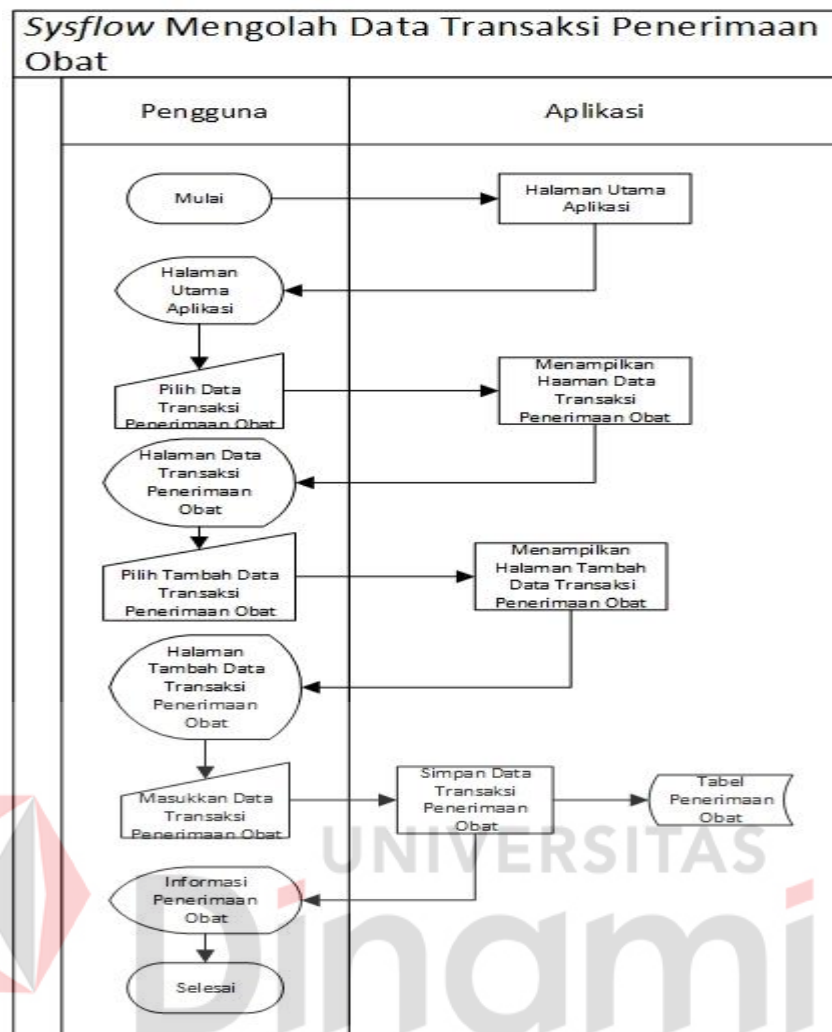 Sysflow Mengolah Data Transaksi Penerimaan
Obat
Pengguna
Aplikasi
Mulai
Halaman Utama
Aplikasi
Halaman
Utama
Aplikasi
Pilih Data
Transaksi
Penerimaan Obat
Menampilkan
Haaman Data
Transaksi
Penerimaan Obat
Halaman Data
Transaksi
Penerimaan
Obat
Pilih Tambah Data
Transaksi
Penerimaan Obat
Menampilkan
Halaman Tambah
Data Transaksi
Penerimaan Obat
Halaman
Tambah Data
Transaksi
Penerimaan
Obat
Masukkan Data
Transaksi
Penerimaan Obat
Simpan Data
Transaksi
Penerimaan
Obat
Tabel
Penerimaan
Obat
Informasi
Penerimaan
Obat
Selesai
UNIVERSITAS
Dinami